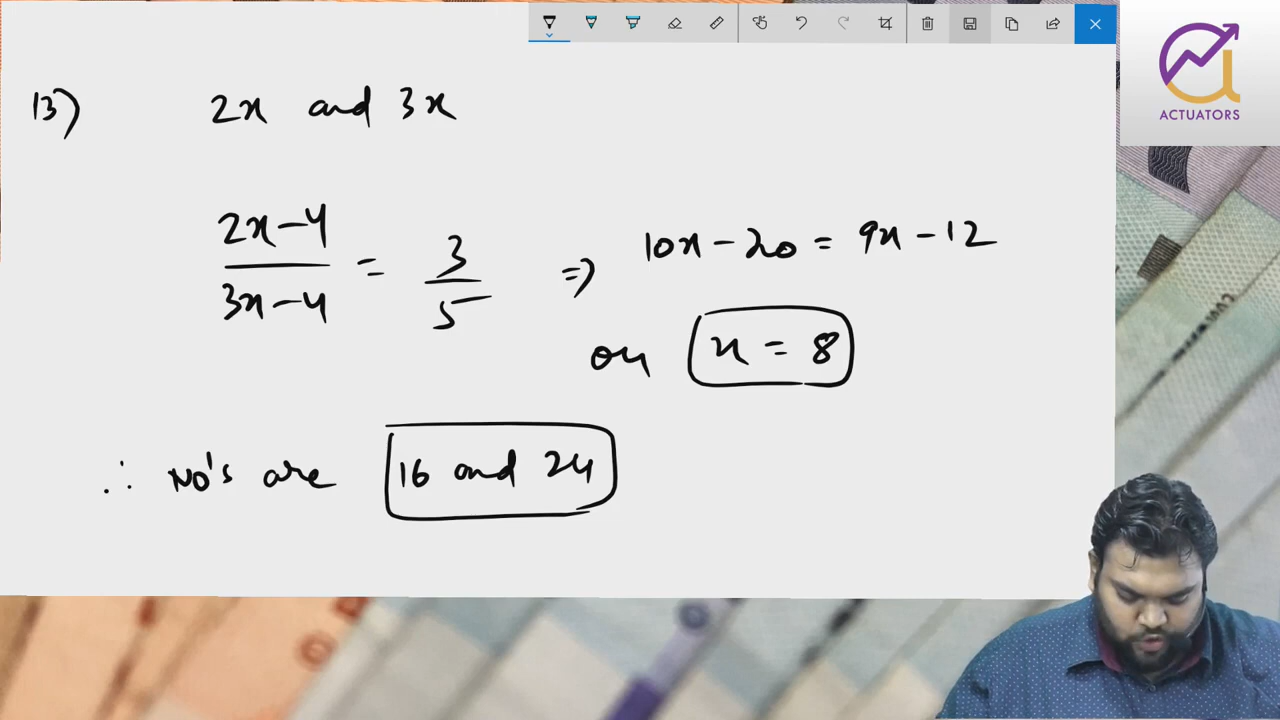 13) 2x and 3x
2x-4 / 3x-4 = 3/5 => 10x-20 = 9x-12
or x = 8
∴ No's are 16 and 24
ACTUATORS